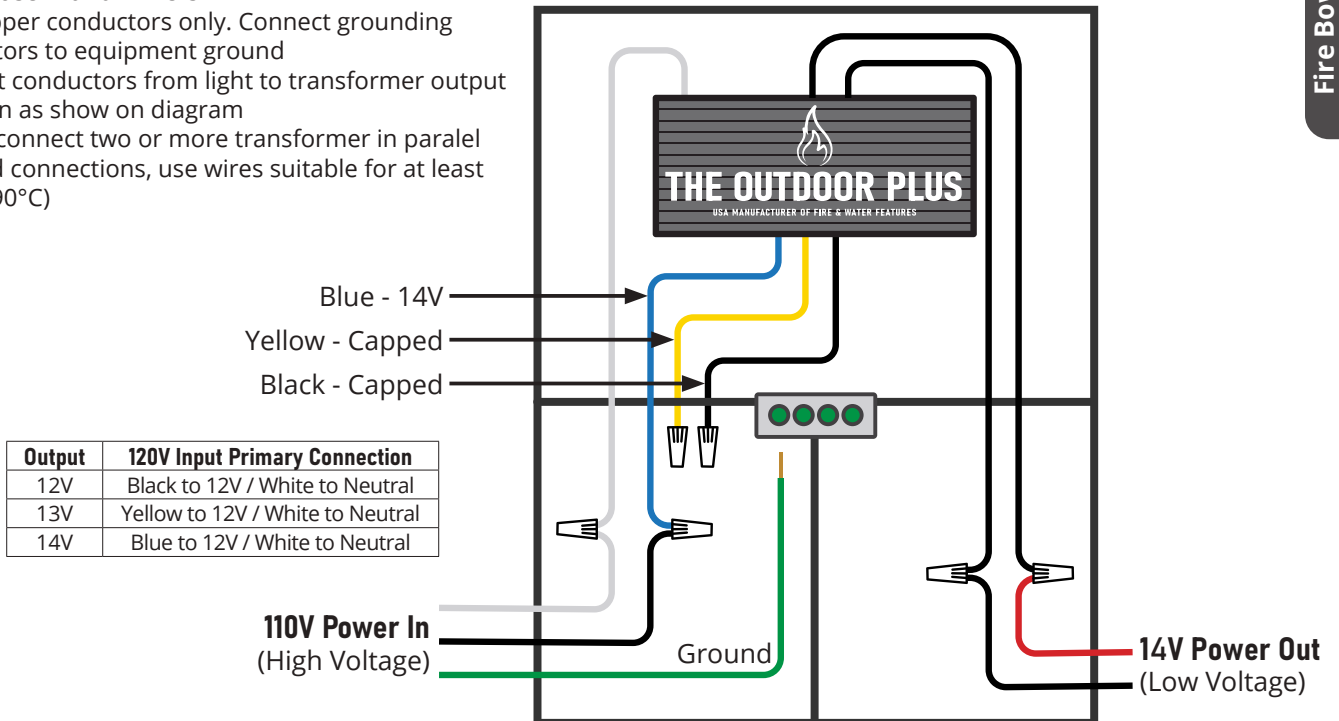 per conductors only. Connect grounding
tors to equipment ground
t conductors from light to transformer output
n as show on diagram
connect two or more transformer in paralel
d connections, use wires suitable for at least
90°C)
Fire Bo
THE OUTDOOR PLUS
USA MANUFACTURER OF FIRE & WATER FEATURES
Blue - 14V
Yellow - Capped
Black - Capped
Output 120V Input Primary Connection
12V Black to 12V / White to Neutral
13V Yellow to 12V / White to Neutral
14V Blue to 12V / White to Neutral
110V Power In
(High Voltage)
Ground
14V Power Out
(Low Voltage)